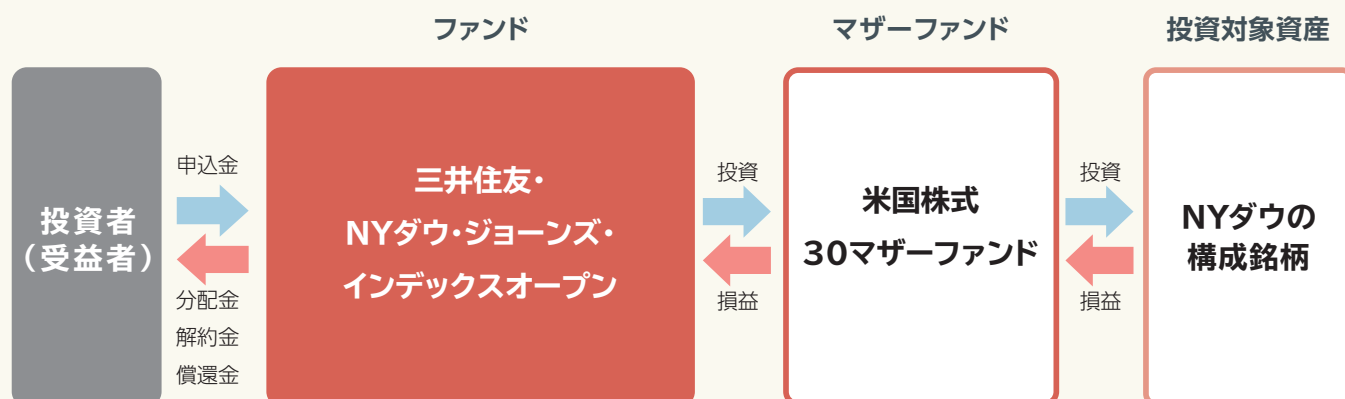 ファンド
マザーファンド
投資対象資産
投資者
(受益者)
申込金
分配金
解約金
償還金
三井住友・
NYダウ・ジョーンズ・
インデックスオープン
投資
損益
米国株式
30マザーファンド
投資
損益
NYダウの
構成銘柄